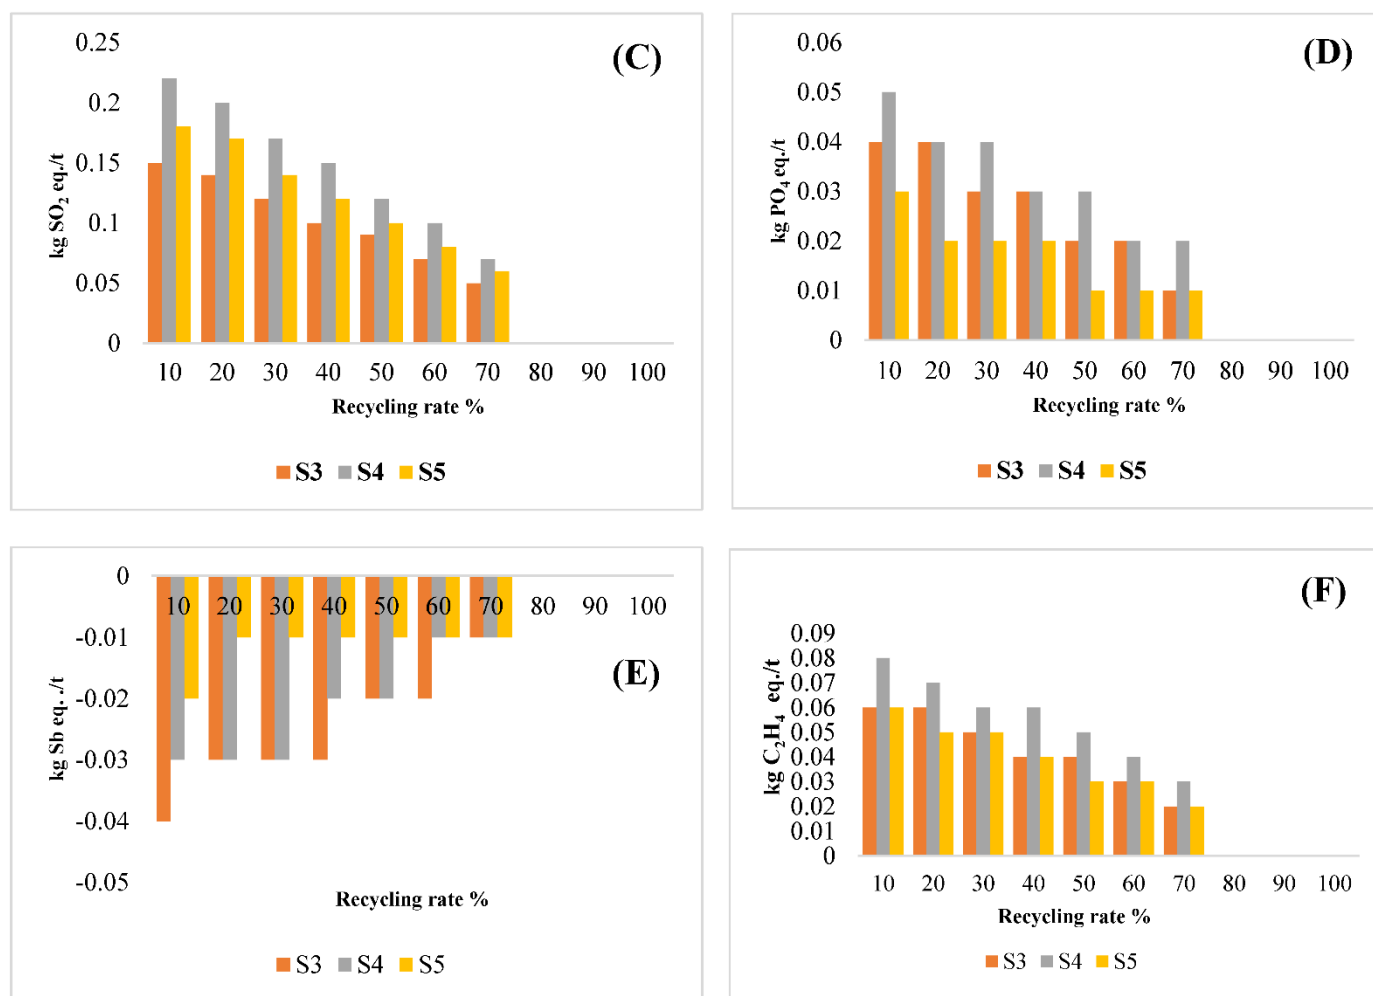 (C)
0.25
0.2
0.15
0.1
0.05
0
kg SO₂ eq./t
10 20 30 40 50 60 70 80 90 100
Recycling rate %
S3 S4 S5
(D)
0.06
0.05
0.04
0.03
0.02
0.01
0
kg PO₄ eq./t
10 20 30 40 50 60 70 80 90 100
Recycling rate %
S3 S4 S5
0
-0.01
-0.02
-0.03
-0.04
-0.05
kg Sb eq. ./t
10 20 30 40 50 60 70 80 90 100
(E)
Recycling rate %
S3 S4 S5
(F)
0.09
0.08
0.07
0.06
0.05
0.04
0.03
0.02
0.01
0
kg C₂H₄ eq./t
10 20 30 40 50 60 70 80 90 100
Recycling rate %
S3 S4 S5